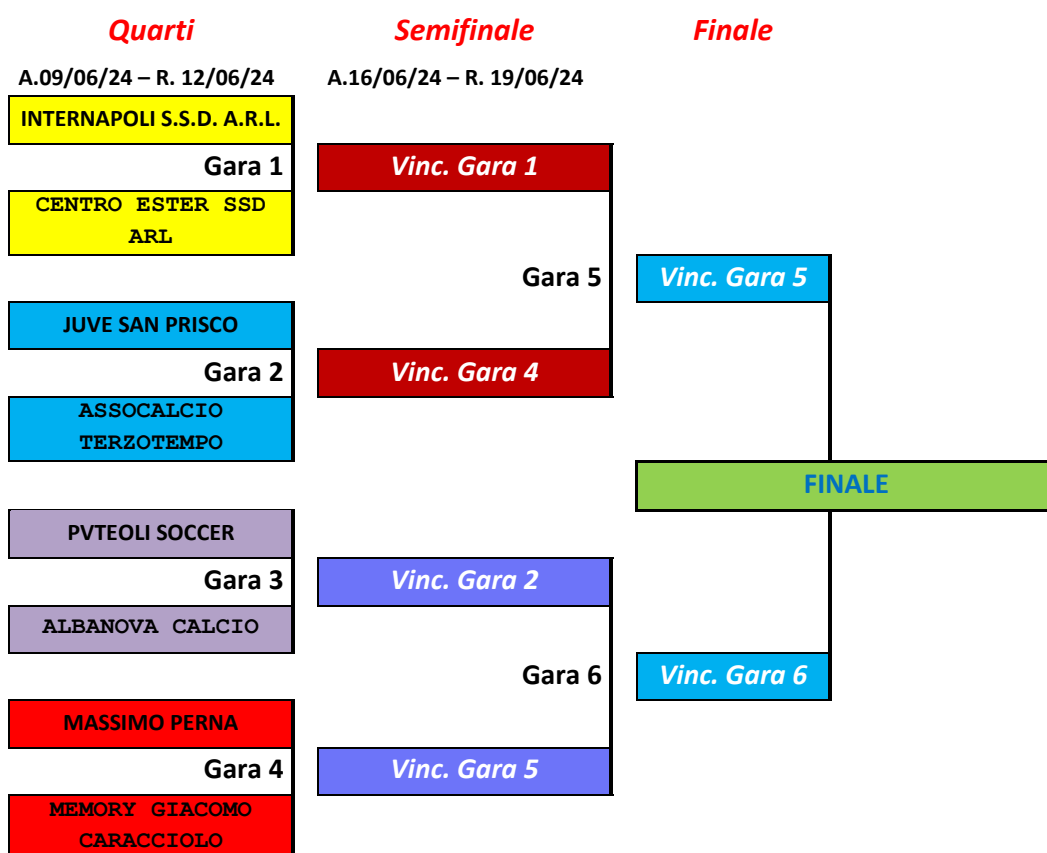 Quarti
Semifinale
Finale
A.09/06/24 – R. 12/06/24
A.16/06/24 – R. 19/06/24
INTERNAPOLI S.S.D. A.R.L.
Gara 1
Vinc. Gara 1
CENTRO ESTER SSD
ARL
Gara 5
Vinc. Gara 5
JUVE SAN PRISCO
Gara 2
Vinc. Gara 4
ASSOCALCIO
TERZOTEMPO
FINALE
PVTEOLI SOCCER
Gara 3
Vinc. Gara 2
ALBANOVA CALCIO
Gara 6
Vinc. Gara 6
MASSIMO PERNA
Gara 4
Vinc. Gara 5
MEMORY GIACOMO
CARACCIOLO